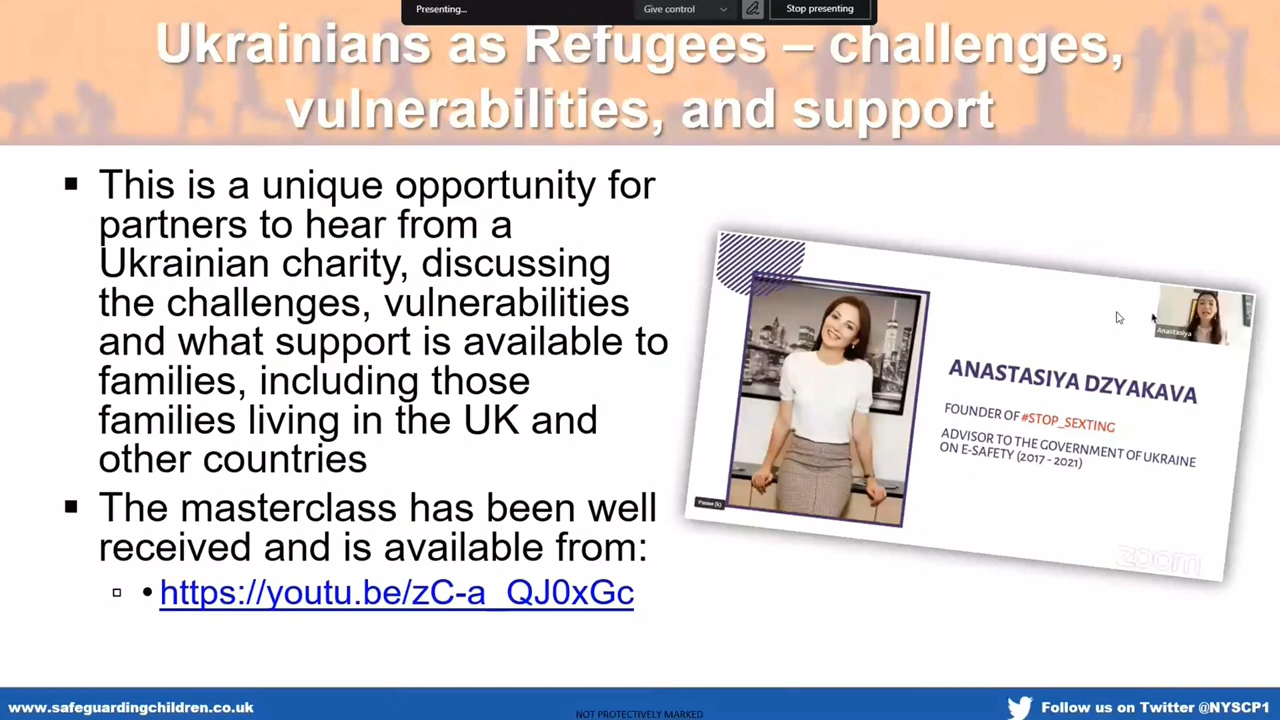 Presenting...
Give control
Stop presenting
Ukrainians as Refugees – challenges,
vulnerabilities, and support
▪ This is a unique opportunity for
partners to hear from a
Ukrainian charity, discussing
the challenges, vulnerabilities
and what support is available to
families, including those
families living in the UK and
other countries
▪ The masterclass has been well
received and is available from:
▫ • https://youtu.be/zC-a_QJ0xGc
Anastasiya
ANASTASIYA DZYAKAVA
FOUNDER OF #STOP_SEXTING
ADVISOR TO THE GOVERNMENT OF UKRAINE
ON E-SAFETY (2017 - 2021)
Pause (k)
zoom
www.safeguardingchildren.co.uk
NOT PROTECTIVELY MARKED
Follow us on Twitter @NYSCP1